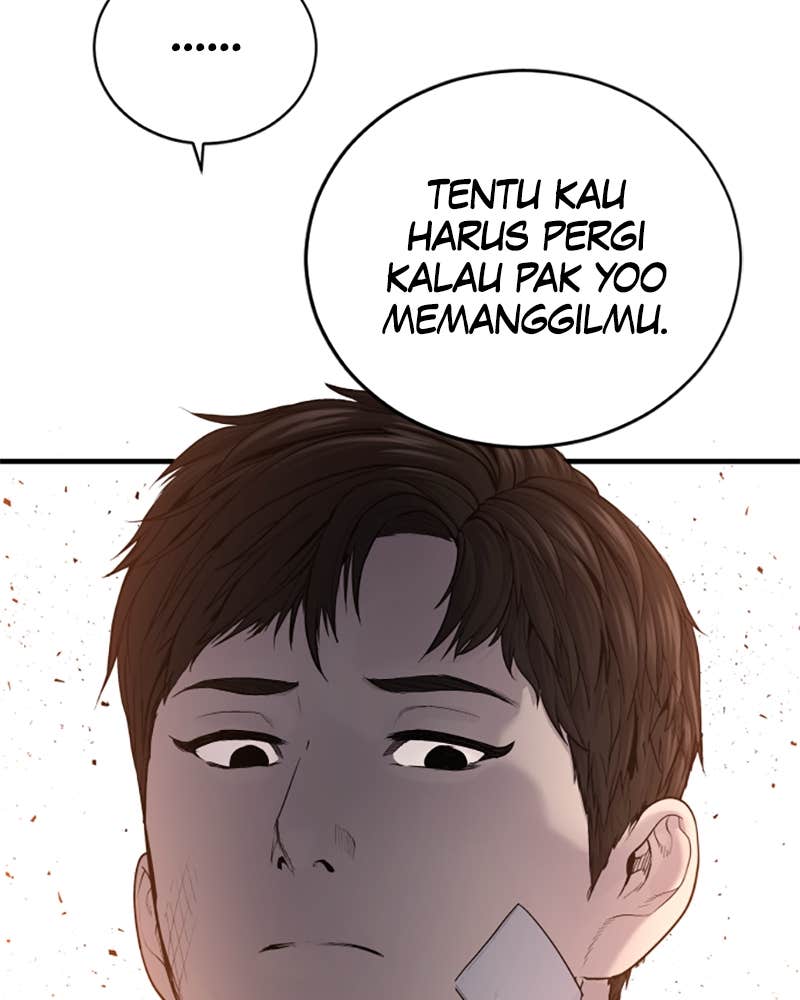 ......
TENTU KAU
HARUS PERGI
KALAU PAK YOO
MEMANGGILMU.